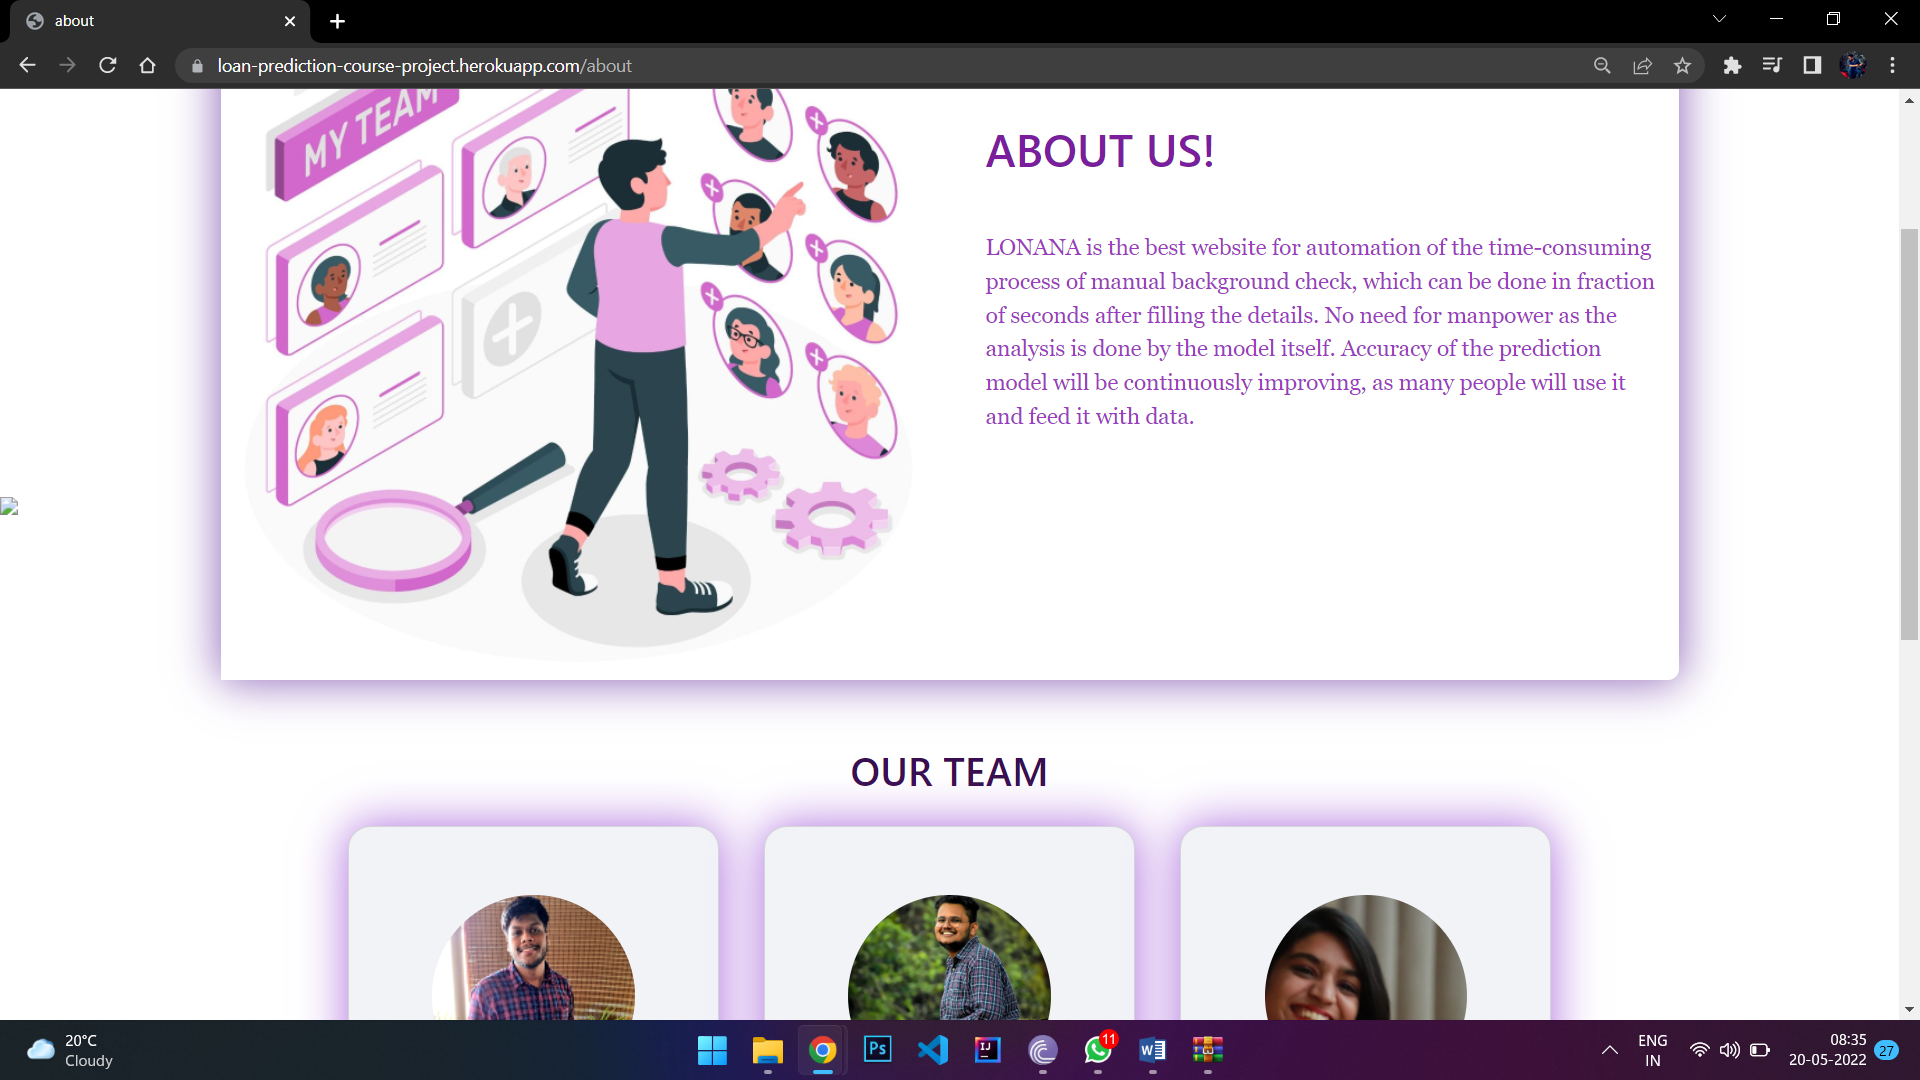 about
loan-prediction-course-project.herokuapp.com/about
MY TEAM
ABOUT US!
LONANA is the best website for automation of the time-consuming
process of manual background check, which can be done in fraction
of seconds after filling the details. No need for manpower as the
analysis is done by the model itself. Accuracy of the prediction
model will be continuously improving, as many people will use it
and feed it with data.
OUR TEAM
20°C
Cloudy
Ps
IJ
11
W
ENG
IN
08:35
20-05-2022
27